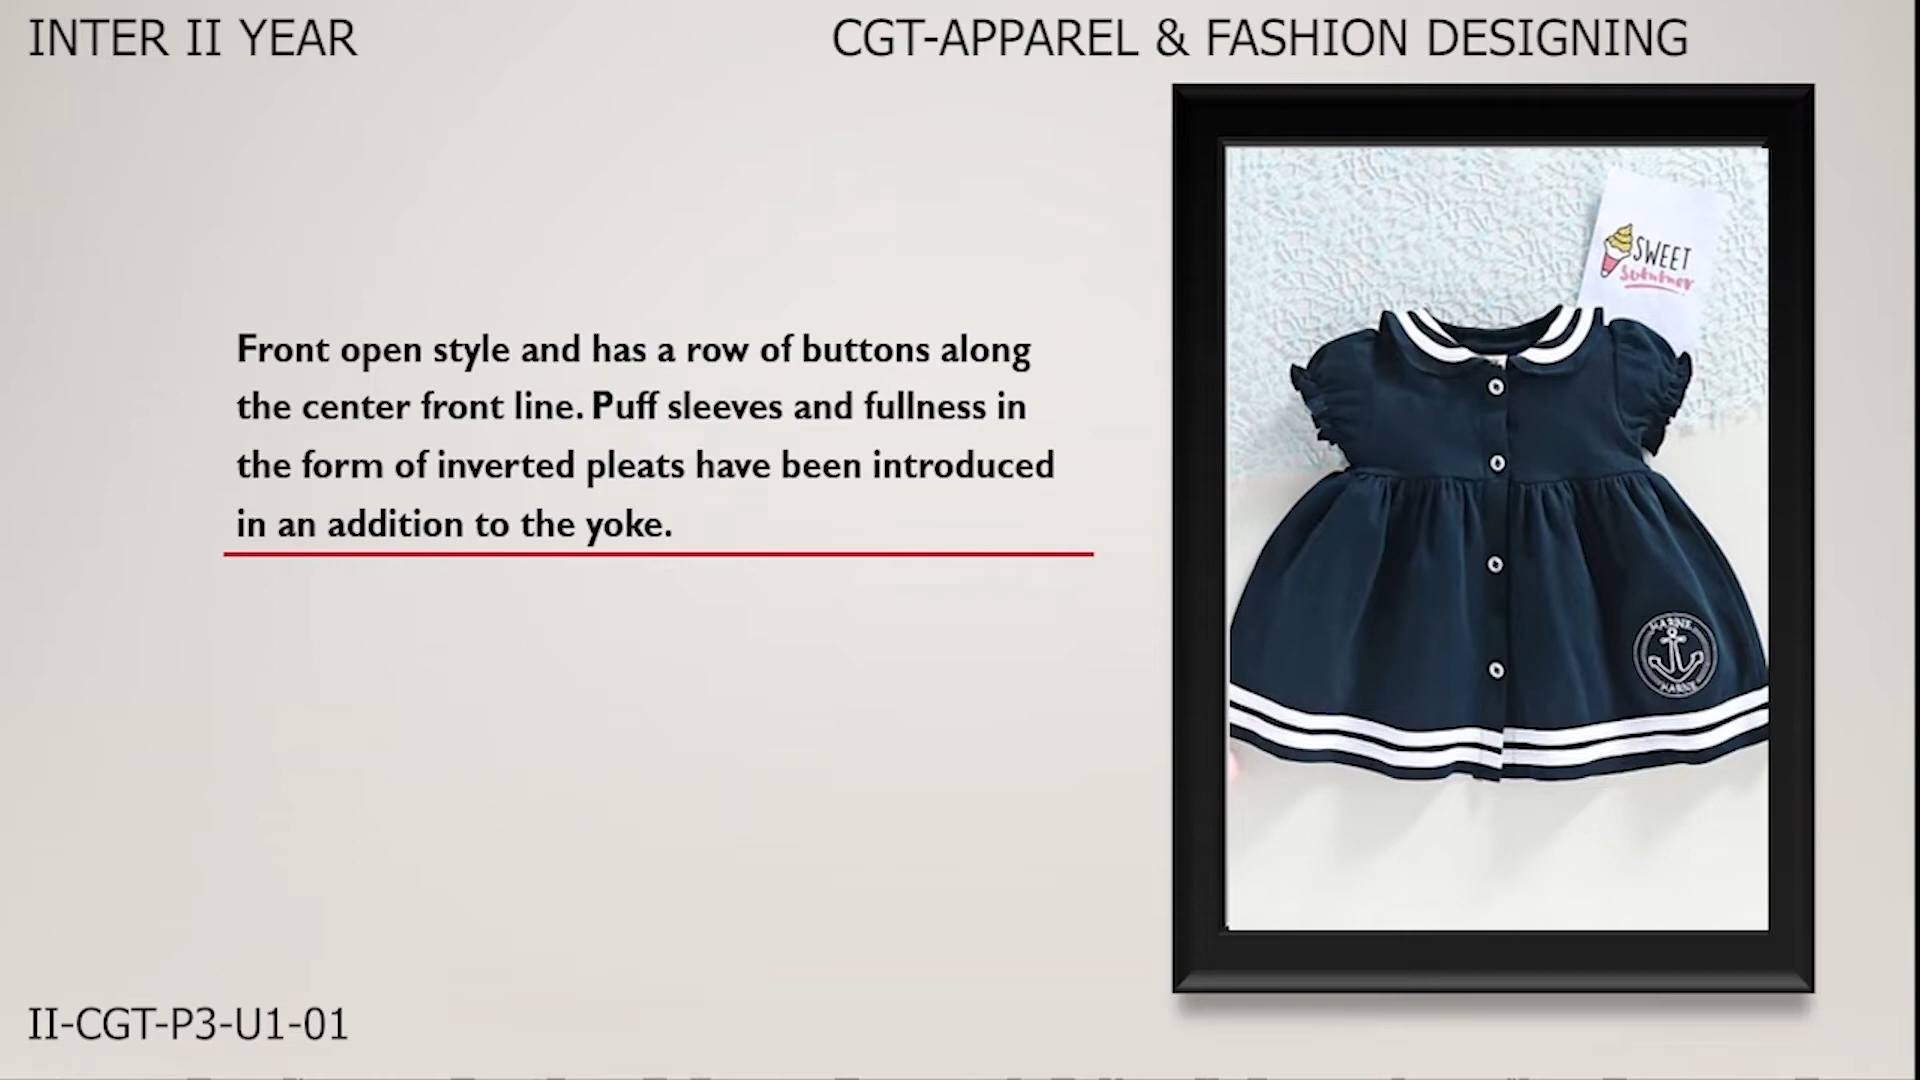 INTER II YEAR
CGT-APPAREL & FASHION DESIGNING
SWEET
summer
Front open style and has a row of buttons along
the center front line. Puff sleeves and fullness in
the form of inverted pleats have been introduced
in an addition to the yoke.
MARINE
MARINE
II-CGT-P3-U1-01